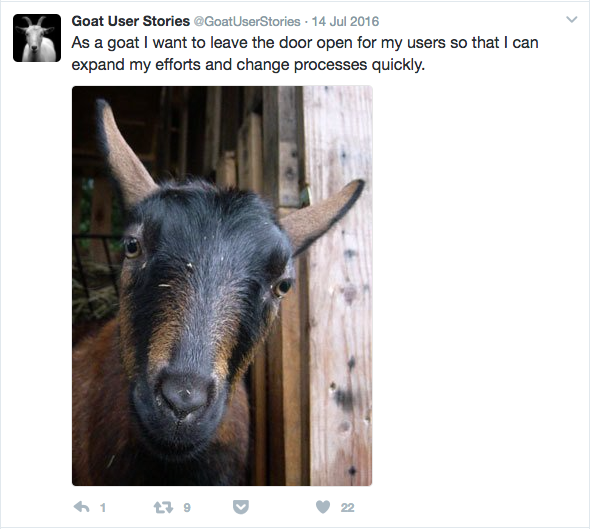 Goat User Stories @GoatUserStories · 14 Jul 2016
As a goat I want to leave the door open for my users so that I can
expand my efforts and change processes quickly.
1 9 22